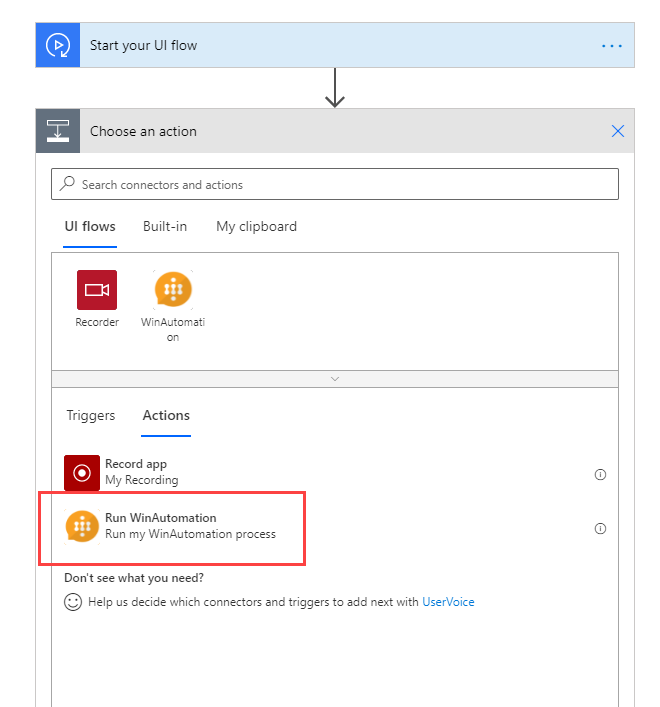 Start your UI flow
Choose an action
Search connectors and actions
UI flows
Built-in
My clipboard
Recorder
WinAutomati
on
Triggers
Actions
Record app
My Recording
Run WinAutomation
Run my WinAutomation process
Don't see what you need?
Help us decide which connectors and triggers to add next with UserVoice